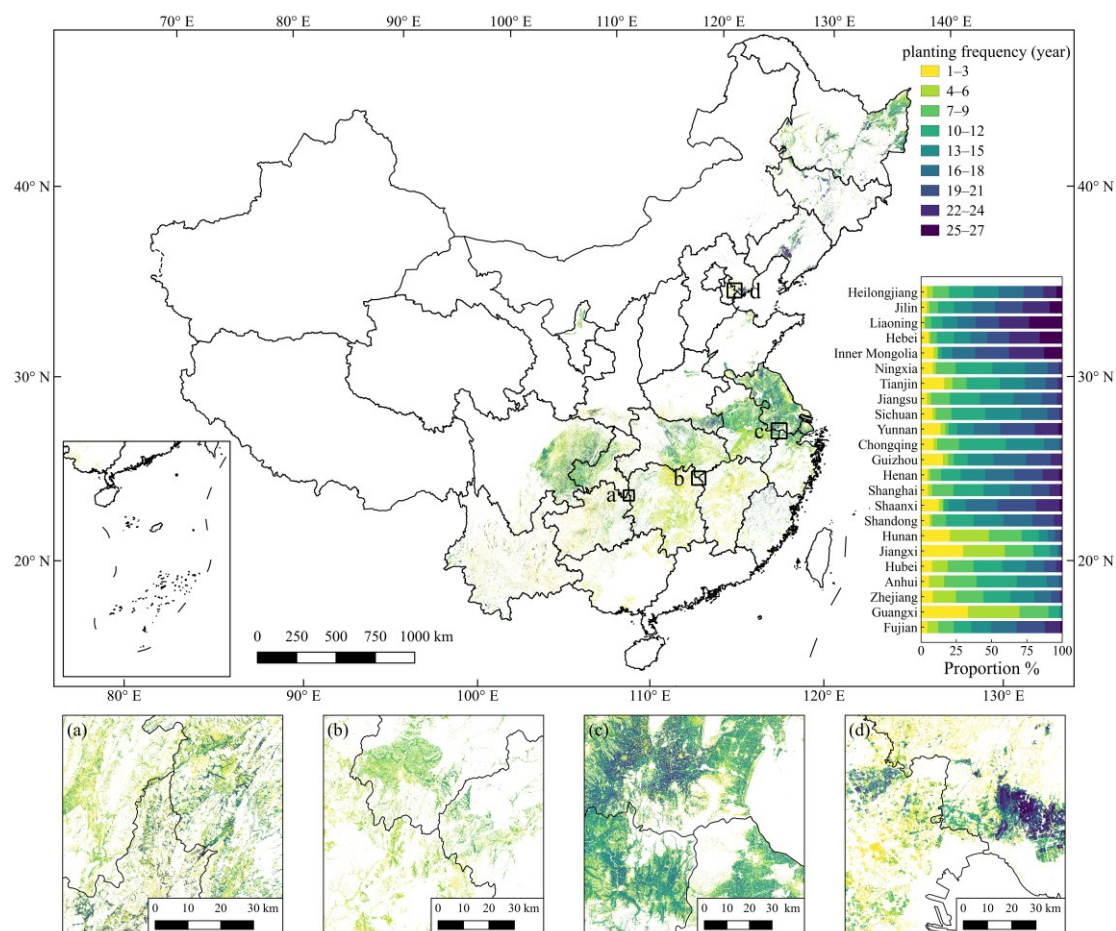 70° E 80° E 90° E 100° E 110° E 120° E 130° E 140° E
planting frequency (year)
1–3
4–6
7–9
10–12
13–15
16–18
19–21
22–24
25–27
40° N
40° N
30° N
30° N
20° N
20° N
a
b
c
d
Heilongjiang
Jilin
Liaoning
Hebei
Inner Mongolia
Ningxia
Tianjin
Jiangsu
Sichuan
Yunnan
Chongqing
Guizhou
Henan
Shanghai
Shaanxi
Shandong
Hunan
Jiangxi
Hubei
Anhui
Zhejiang
Guangxi
Fujian
0 25 50 75 100
Proportion %
0 250 500 750 1000 km
80° E 90° E 100° E 110° E 120° E 130° E
(a)
0 10 20 30 km
(b)
0 10 20 30 km
(c)
0 10 20 30 km
(d)
0 10 20 30 km